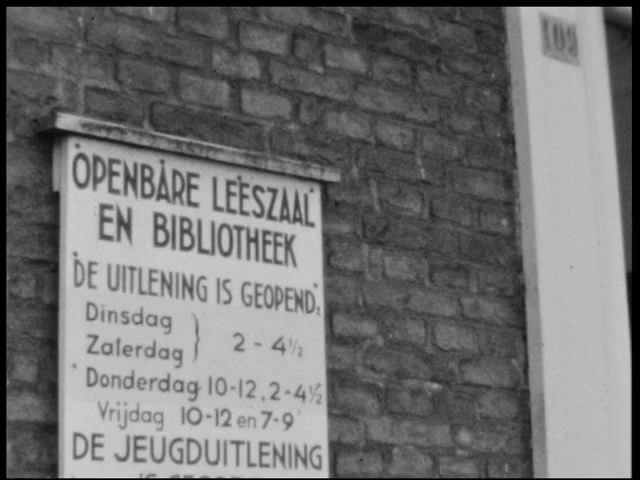 OPENBARE LEESZAAL
EN BIBLIOTHEEK
DE UITLENING IS GEOPEND:
Dinsdag
Zaterdag } 2 - 4½
Donderdag 10-12, 2-4½
Vrijdag 10-12 en 7-9
DE JEUGDUITLENING
109